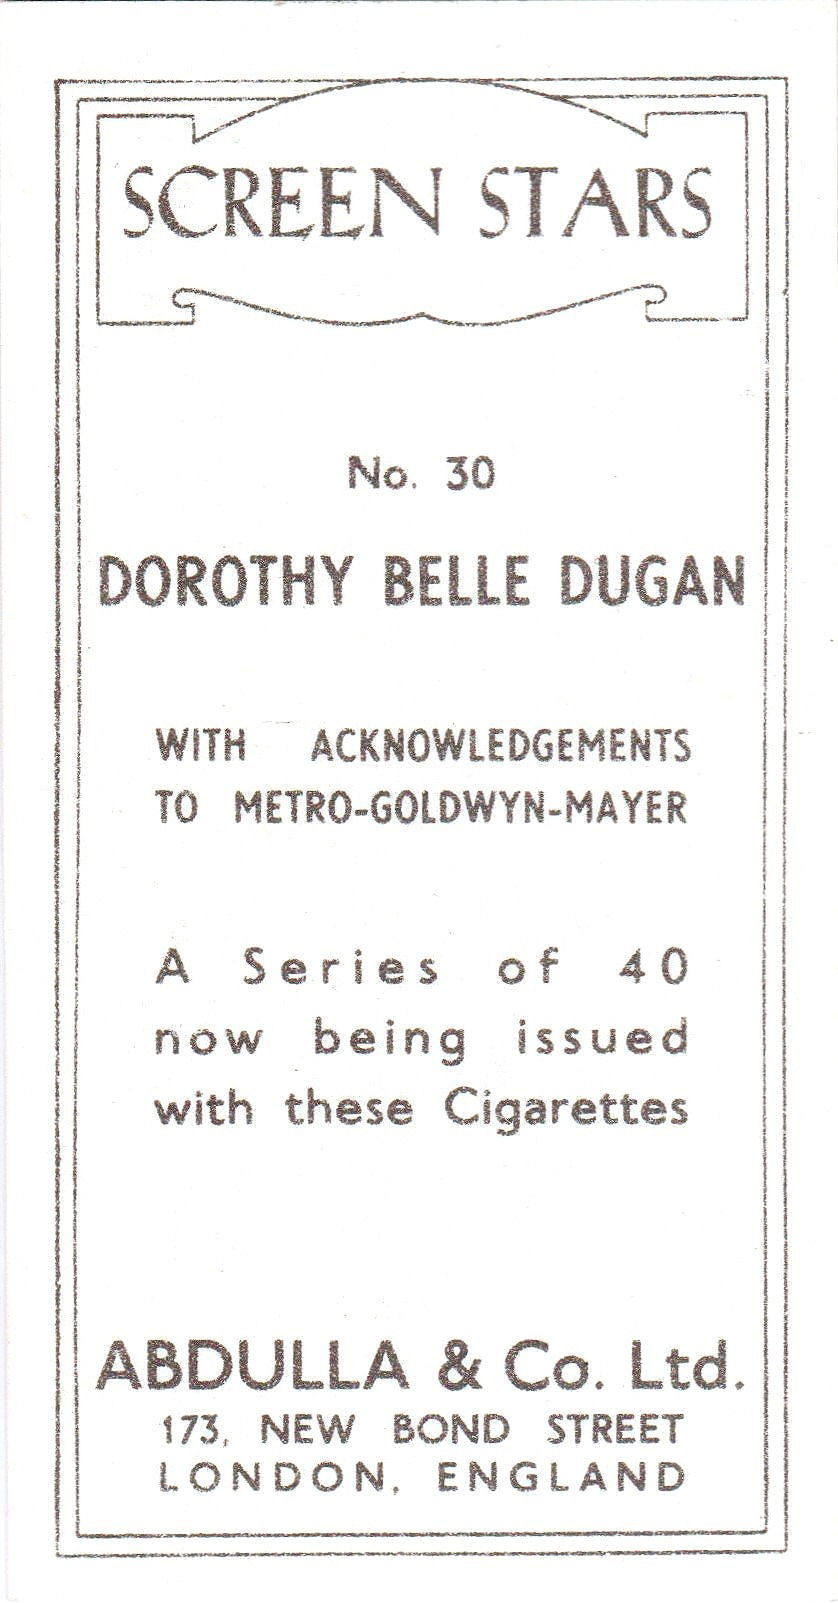 SCREEN STARS
No. 30
DOROTHY BELLE DUGAN
WITH ACKNOWLEDGEMENTS
TO METRO-GOLDWYN-MAYER
A Series of 40
now being issued
with these Cigarettes
ABDULLA & Co. Ltd.
173, NEW BOND STREET
LONDON, ENGLAND